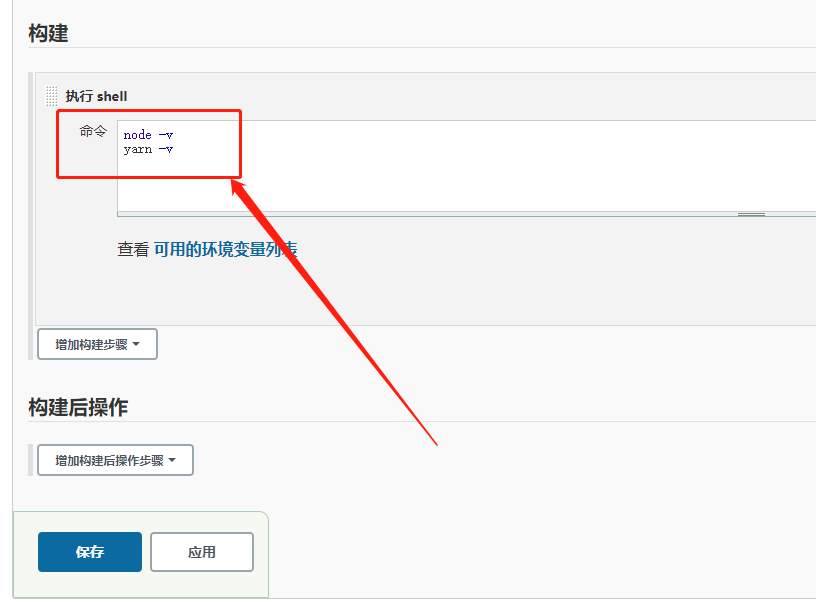 构建
执行 shell
命令
node -v
yarn -v
查看 可用的环境变量列表
增加构建步骤
构建后操作
增加构建后操作步骤
保存
应用